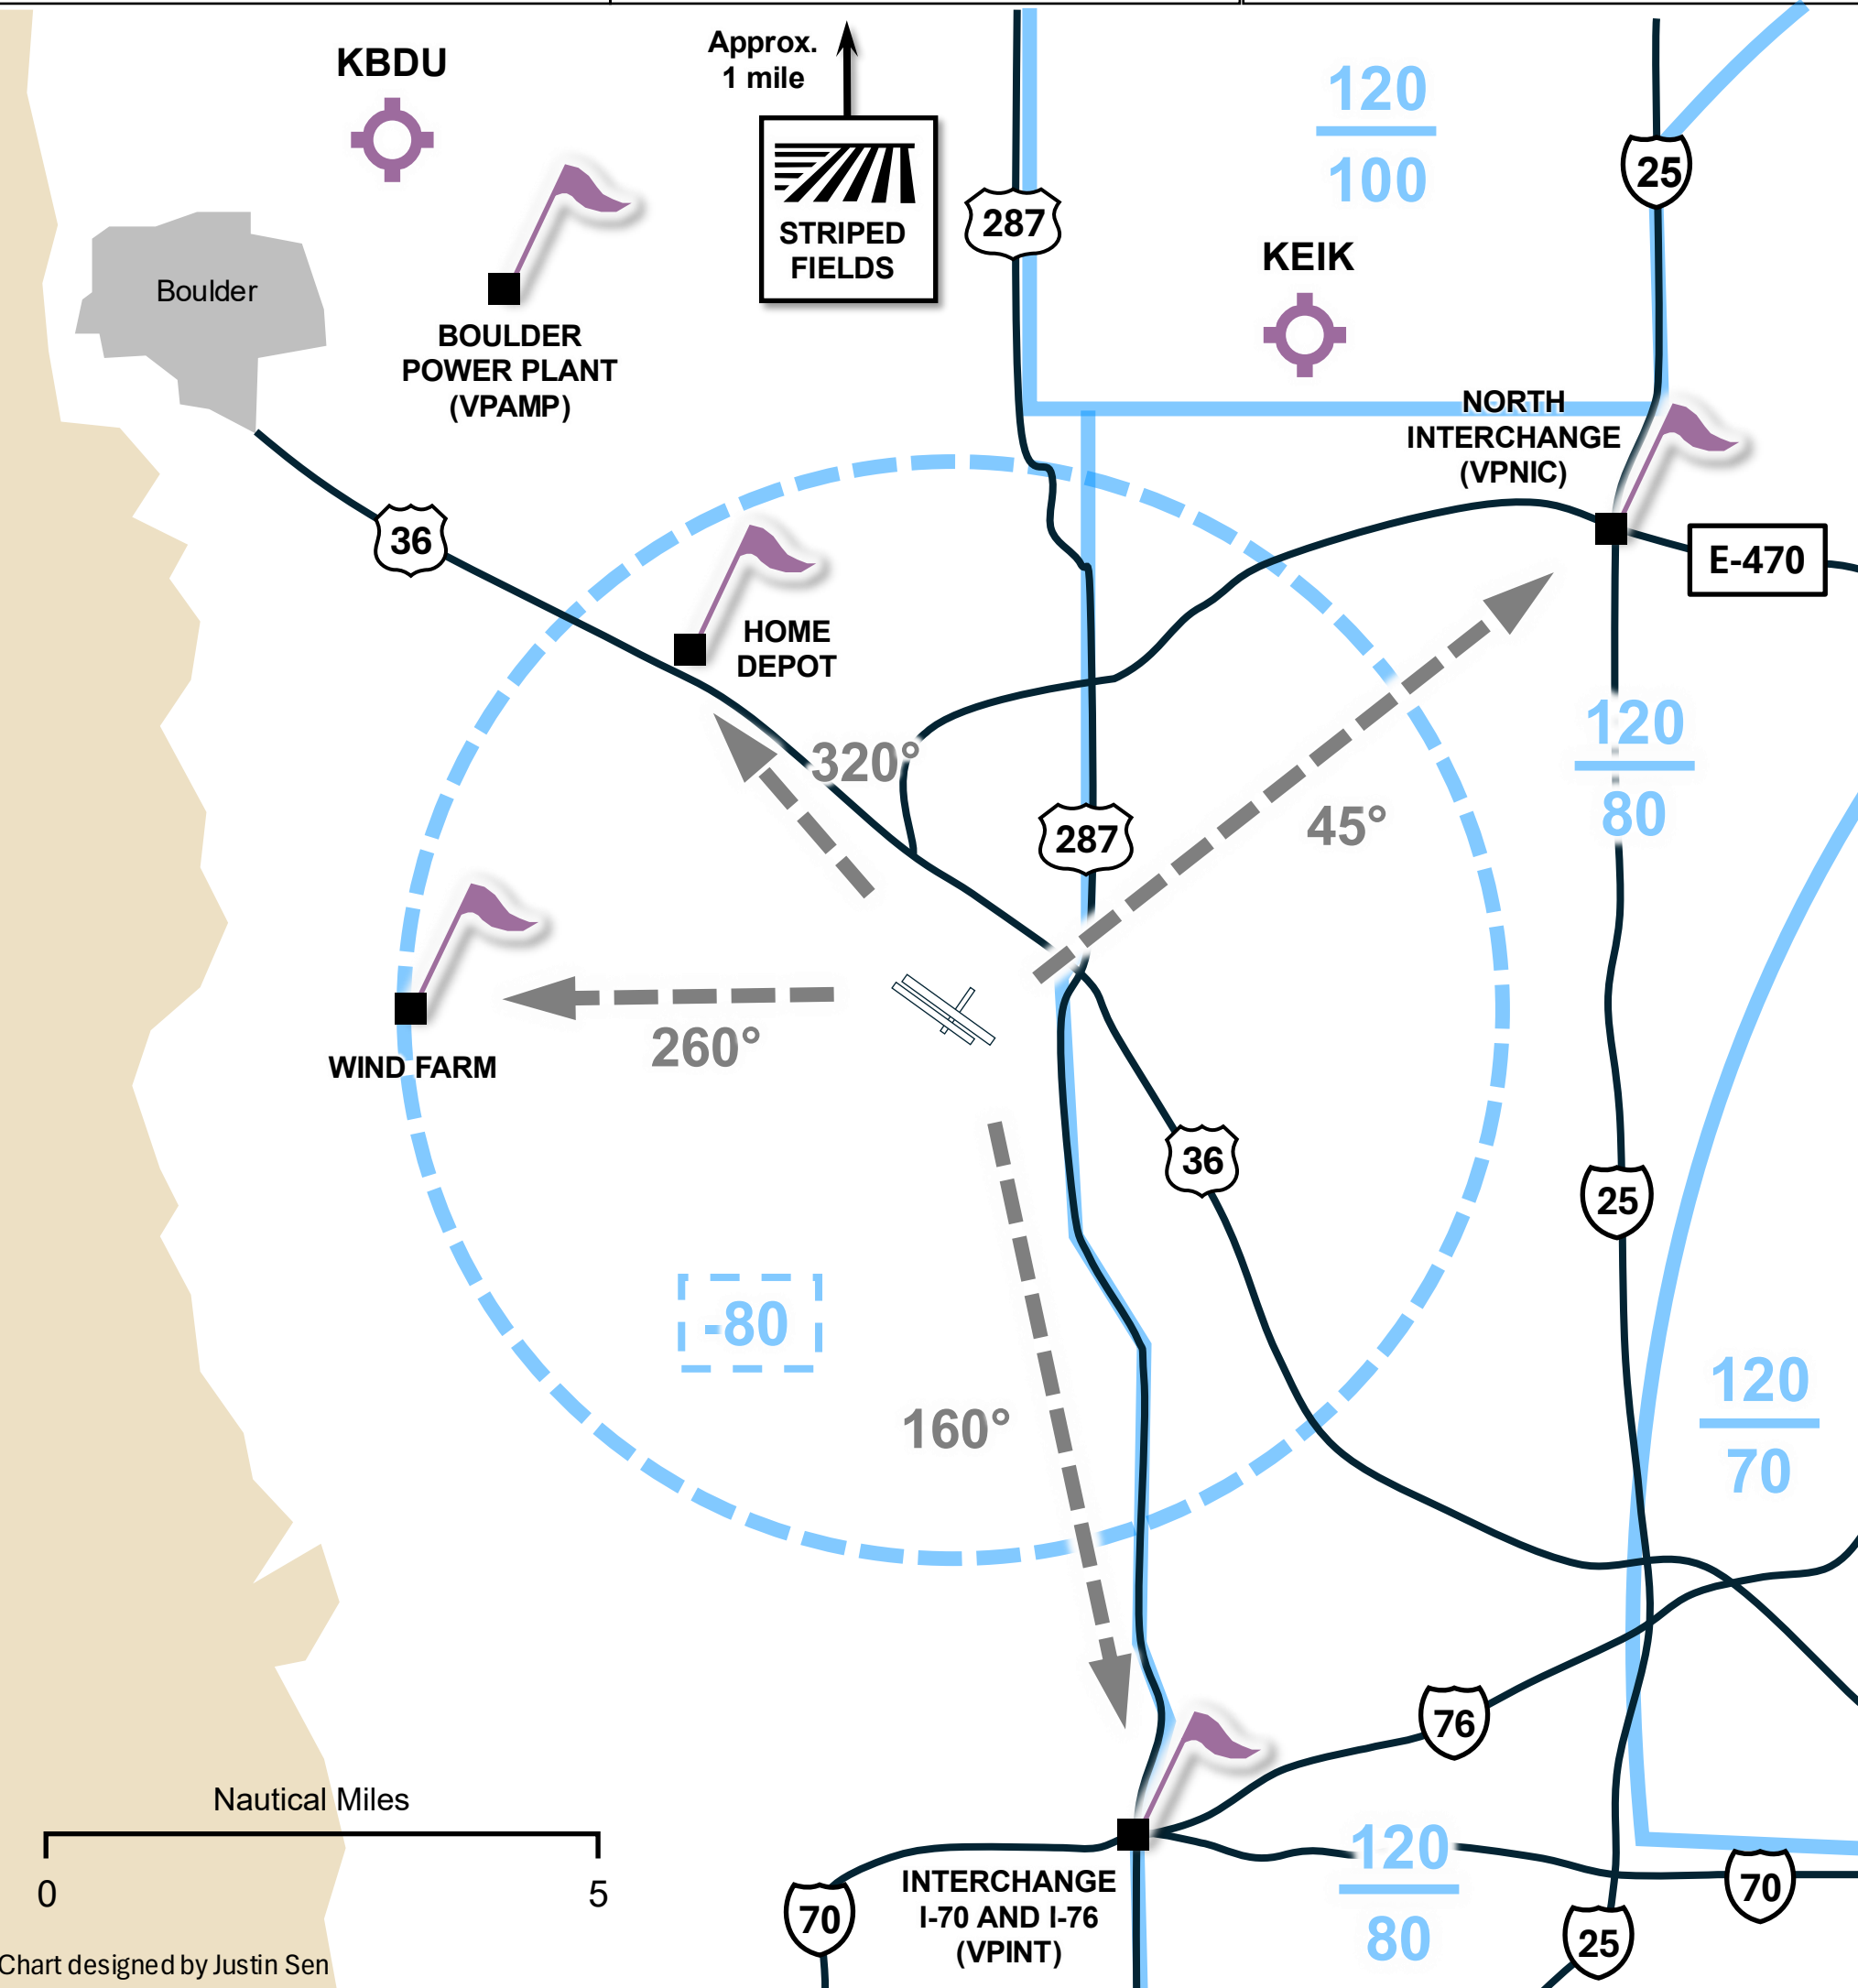 KBDU
Approx.
1 mile
STRIPED
FIELDS
287
120
100
25
KEIK
Boulder
BOULDER
POWER PLANT
(VPAMP)
NORTH
INTERCHANGE
(VPNIC)
36
E-470
HOME
DEPOT
320°
120
80
45°
287
260°
WIND FARM
36
25
-80
160°
120
70
76
Nautical Miles
0
5
INTERCHANGE
I-70 AND I-76
(VPINT)
70
120
80
70
25
Chart designed by Justin Sen